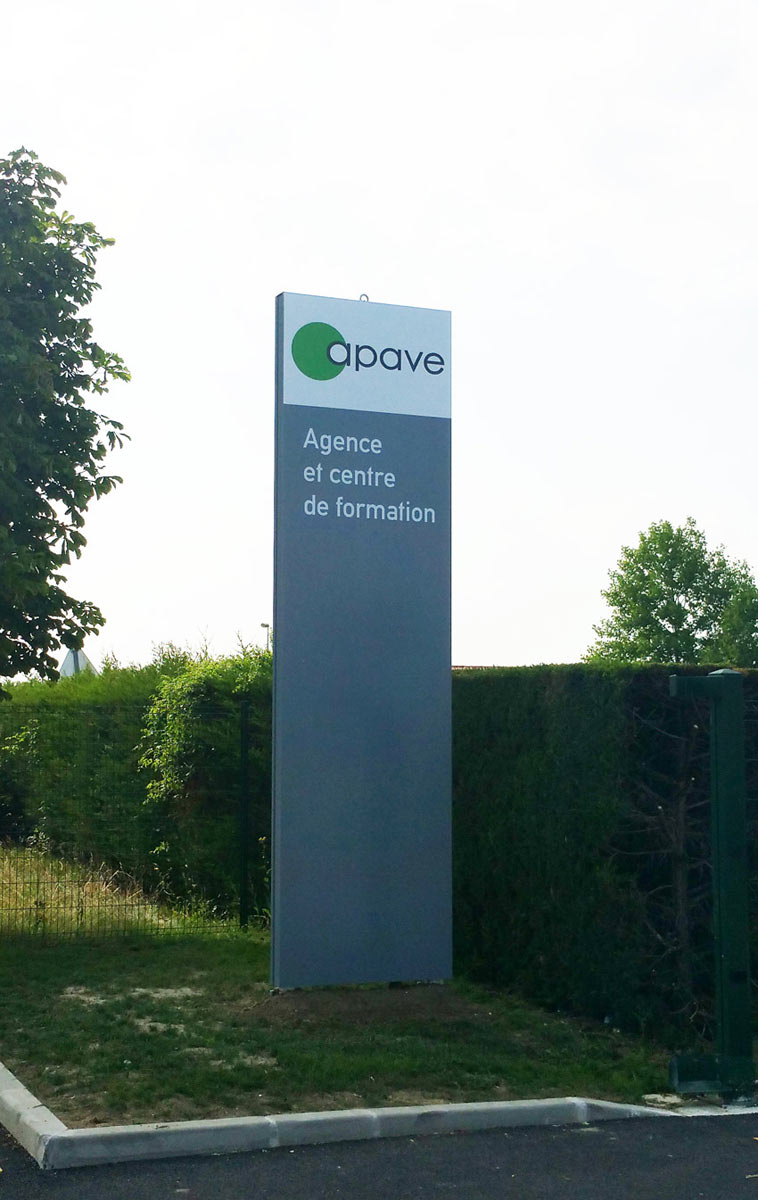 apave
Agence
et centre
de formation